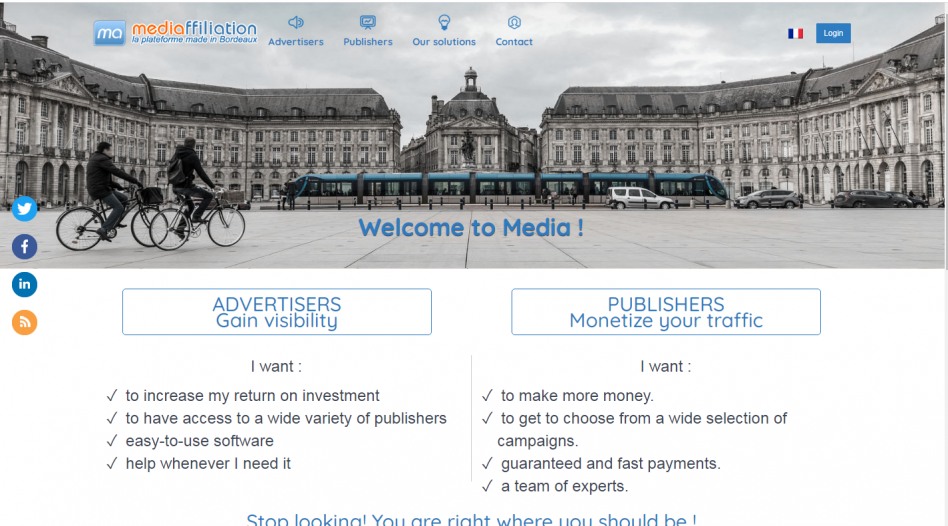 ma mediaffiliation
la plateforme made in Bordeaux
Advertisers
Publishers
Our solutions
Contact
Login
Welcome to Media !
ADVERTISERS
Gain visibility
I want :
✓ to increase my return on investment
✓ to have access to a wide variety of publishers
✓ easy-to-use software
✓ help whenever I need it
PUBLISHERS
Monetize your traffic
I want :
✓ to make more money.
✓ to get to choose from a wide selection of
campaigns.
✓ guaranteed and fast payments.
✓ a team of experts.
Stop looking! You are right where you should be !